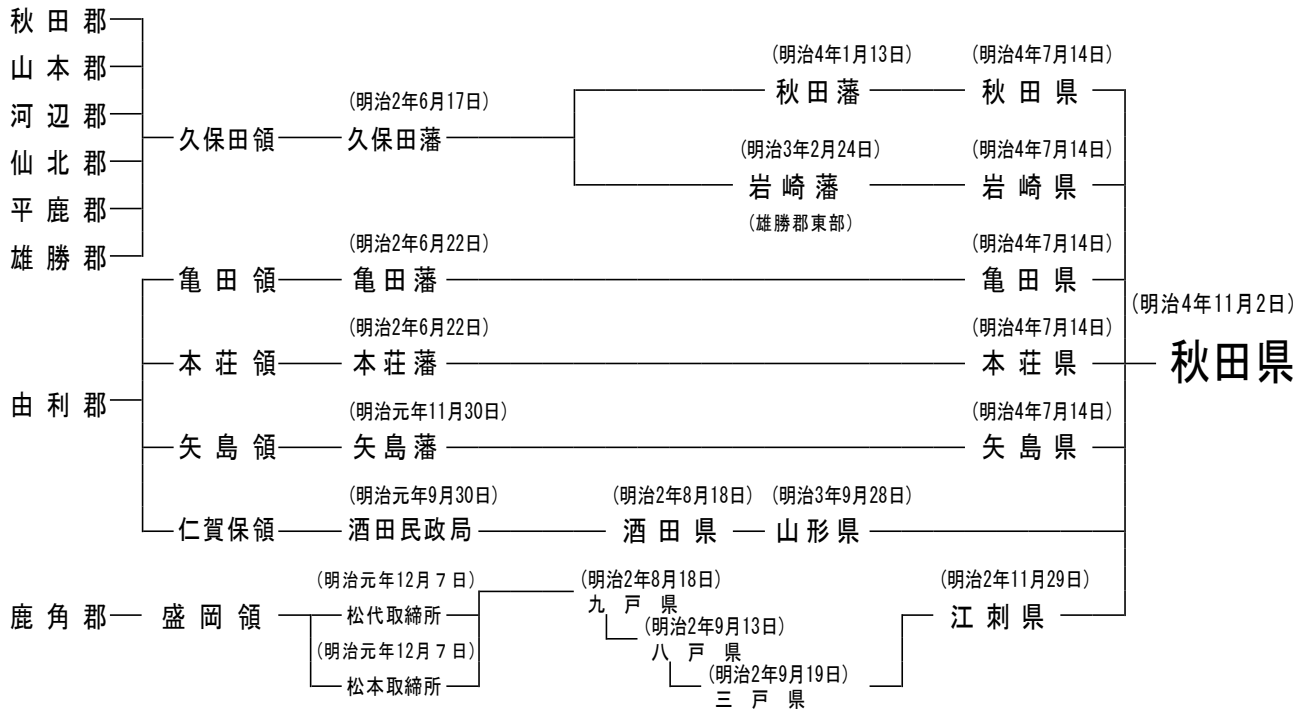 秋田郡
山本郡
河辺郡
仙北郡
平鹿郡
雄勝郡
久保田領
(明治2年6月17日)
久保田藩
(明治4年1月13日)
秋田藩
(明治4年7月14日)
秋田県
(明治3年2月24日)
岩崎藩
(雄勝郡東部)
(明治4年7月14日)
岩崎県
由利郡
亀田領
(明治2年6月22日)
亀田藩
(明治4年7月14日)
亀田県
本荘領
(明治2年6月22日)
本荘藩
(明治4年7月14日)
本荘県
矢島領
(明治元年11月30日)
矢島藩
(明治4年7月14日)
矢島県
仁賀保領
(明治元年9月30日)
酒田民政局
(明治2年8月18日)
酒田県
(明治3年9月28日)
山形県
鹿角郡
盛岡領
(明治元年12月7日)
松代取締所
(明治元年12月7日)
松本取締所
(明治2年8月18日)
九戸県
(明治2年9月13日)
八戸県
(明治2年9月19日)
三戸県
(明治2年11月29日)
江刺県
(明治4年11月2日)
秋田県